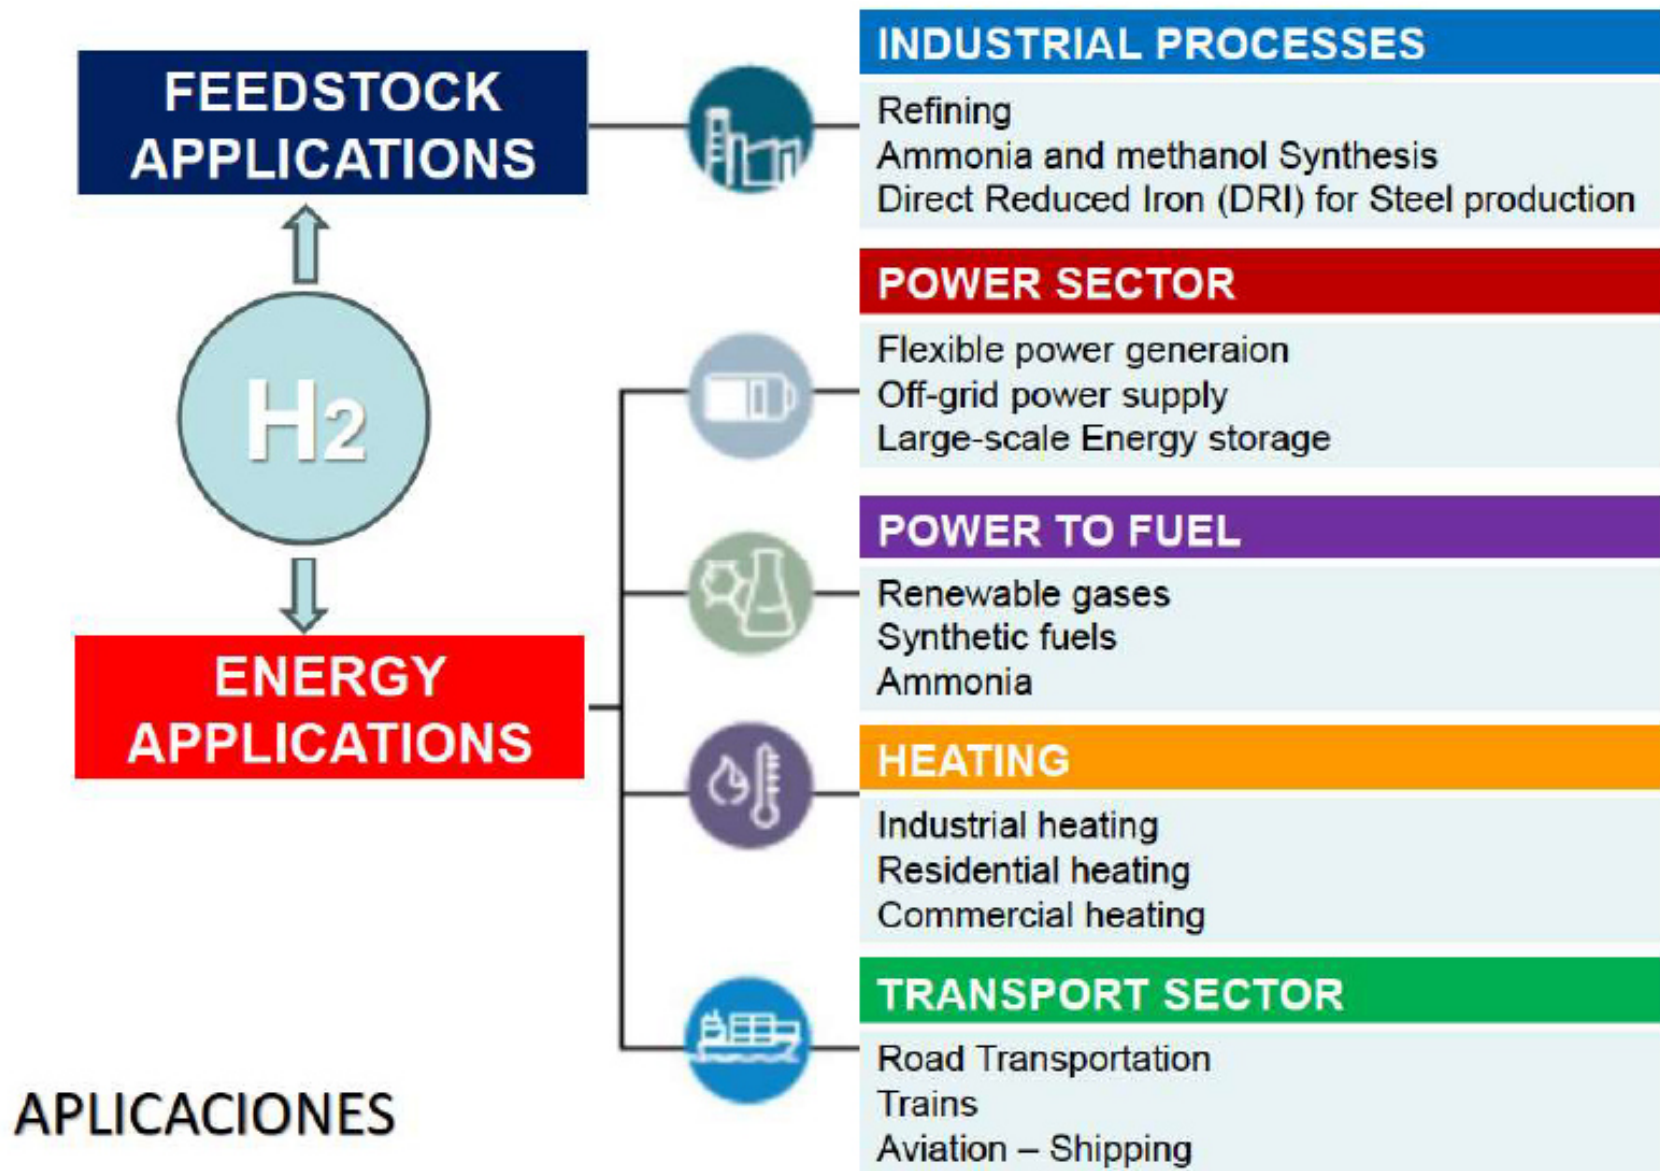 FEEDSTOCK
APPLICATIONS
H2
ENERGY
APPLICATIONS
INDUSTRIAL PROCESSES
Refining
Ammonia and methanol Synthesis
Direct Reduced Iron (DRI) for Steel production
POWER SECTOR
Flexible power generaion
Off-grid power supply
Large-scale Energy storage
POWER TO FUEL
Renewable gases
Synthetic fuels
Ammonia
HEATING
Industrial heating
Residential heating
Commercial heating
TRANSPORT SECTOR
Road Transportation
Trains
Aviation – Shipping
APLICACIONES